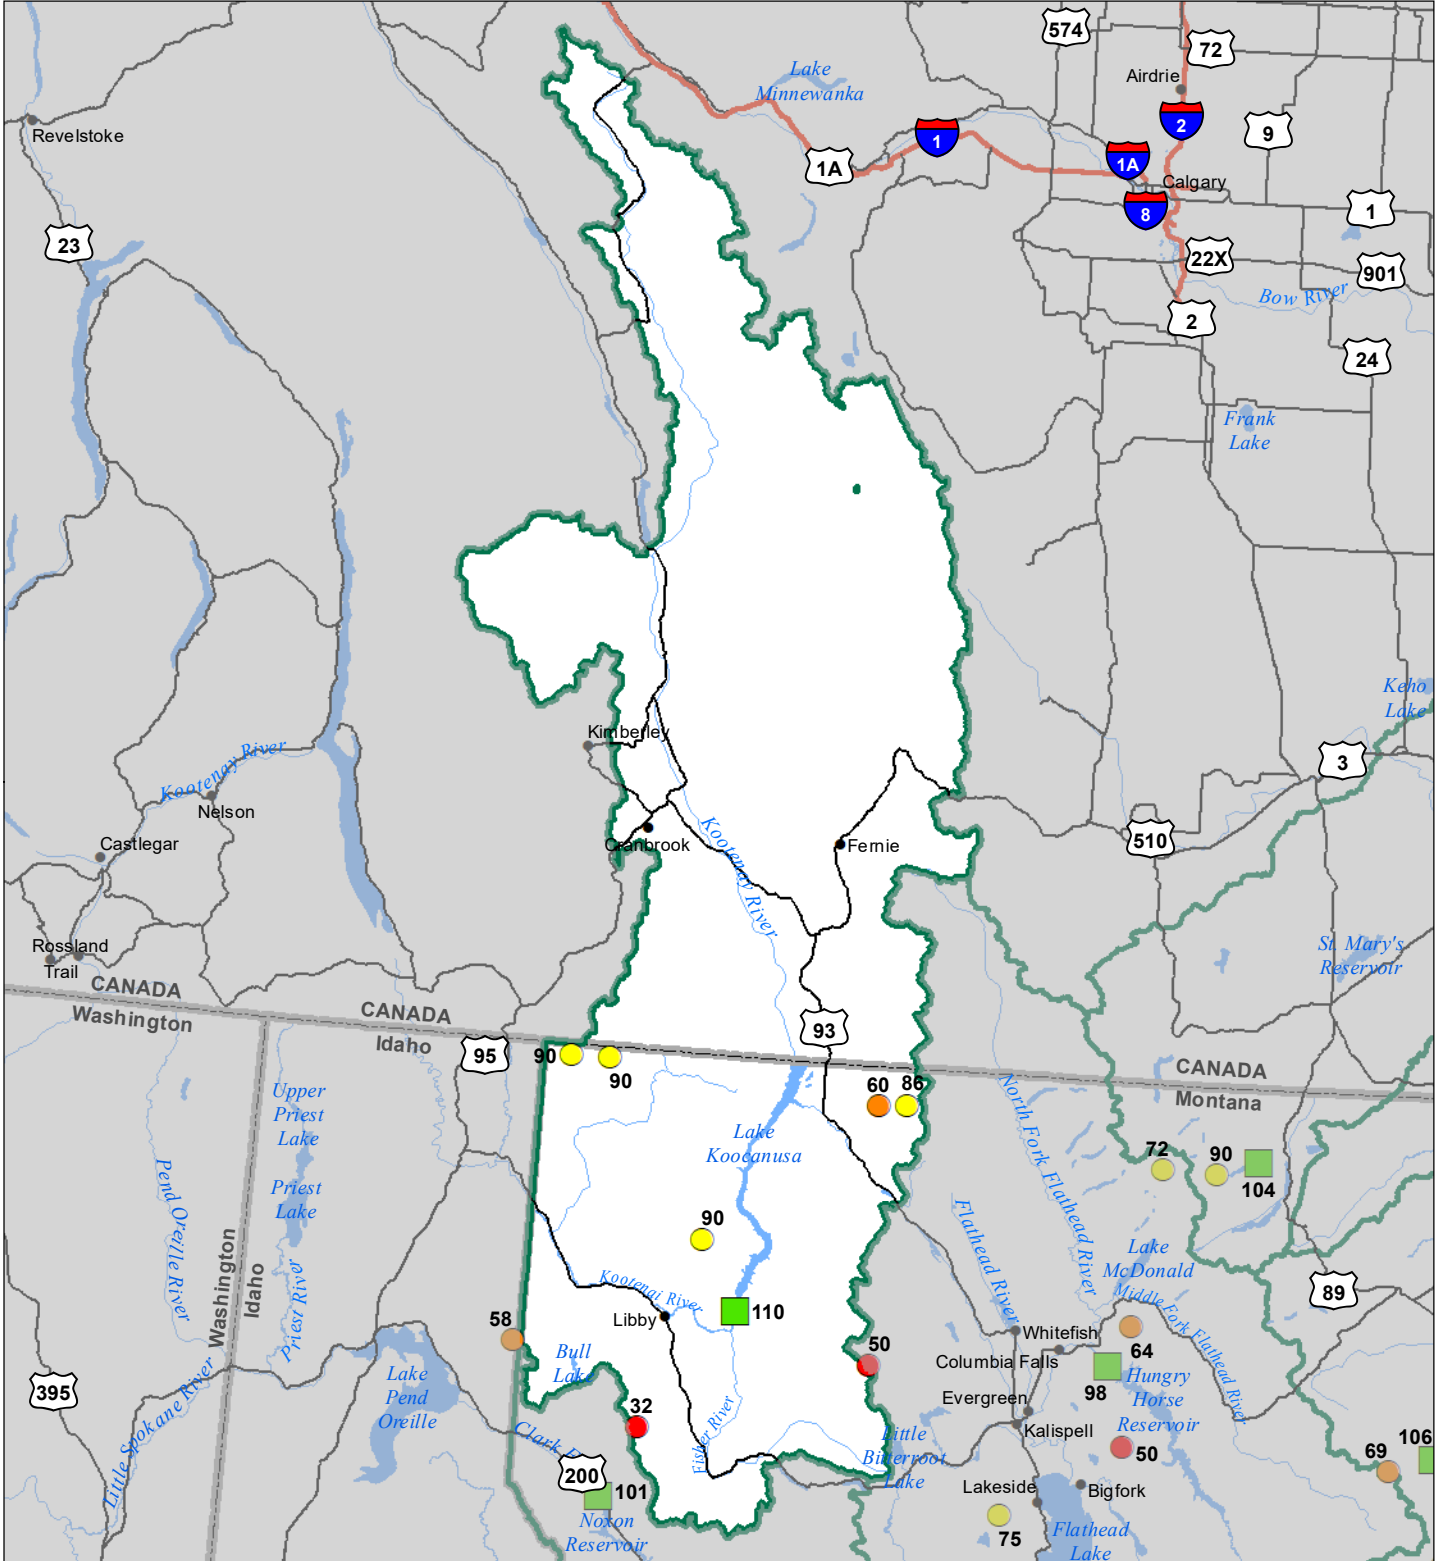 574
72
Airdrie
Lake
Minnewanka
2
9
1
1A
1A
Revelstoke
Calgary
8
1
23
22X
901
Bow River
2
24
Frank
Lake
Keho
Lake
Kimberley
Kootenay River
3
Nelson
Kootenay River
510
Castlegar
Cranbrook
Fernie
Rossland
Trail
St. Mary's
Reservoir
CANADA
Washington
CANADA
Idaho
95
93
90
90
60
86
CANADA
Montana
Upper
Priest
Lake
North Fork Flathead River
Lake
Koocanusa
72
90
104
Pend Oreille River
Priest
Lake
Flathead River
90
Lake
McDonald
Washington
Idaho
Priest River
Kootenai River
Middle Fork Flathead River
89
58
Libby
110
Whitefish
64
Columbia Falls
Bull
Lake
50
98
Hungry
Horse
Reservoir
395
Lake
Pend
Oreille
Little Spokane River
Evergreen
32
Kalispell
Fisher River
Clark
Little
Bitterroot
Lake
50
106
69
200
101
Lakeside
Bigfork
Noxon
Reservoir
75
Flathead
Lake